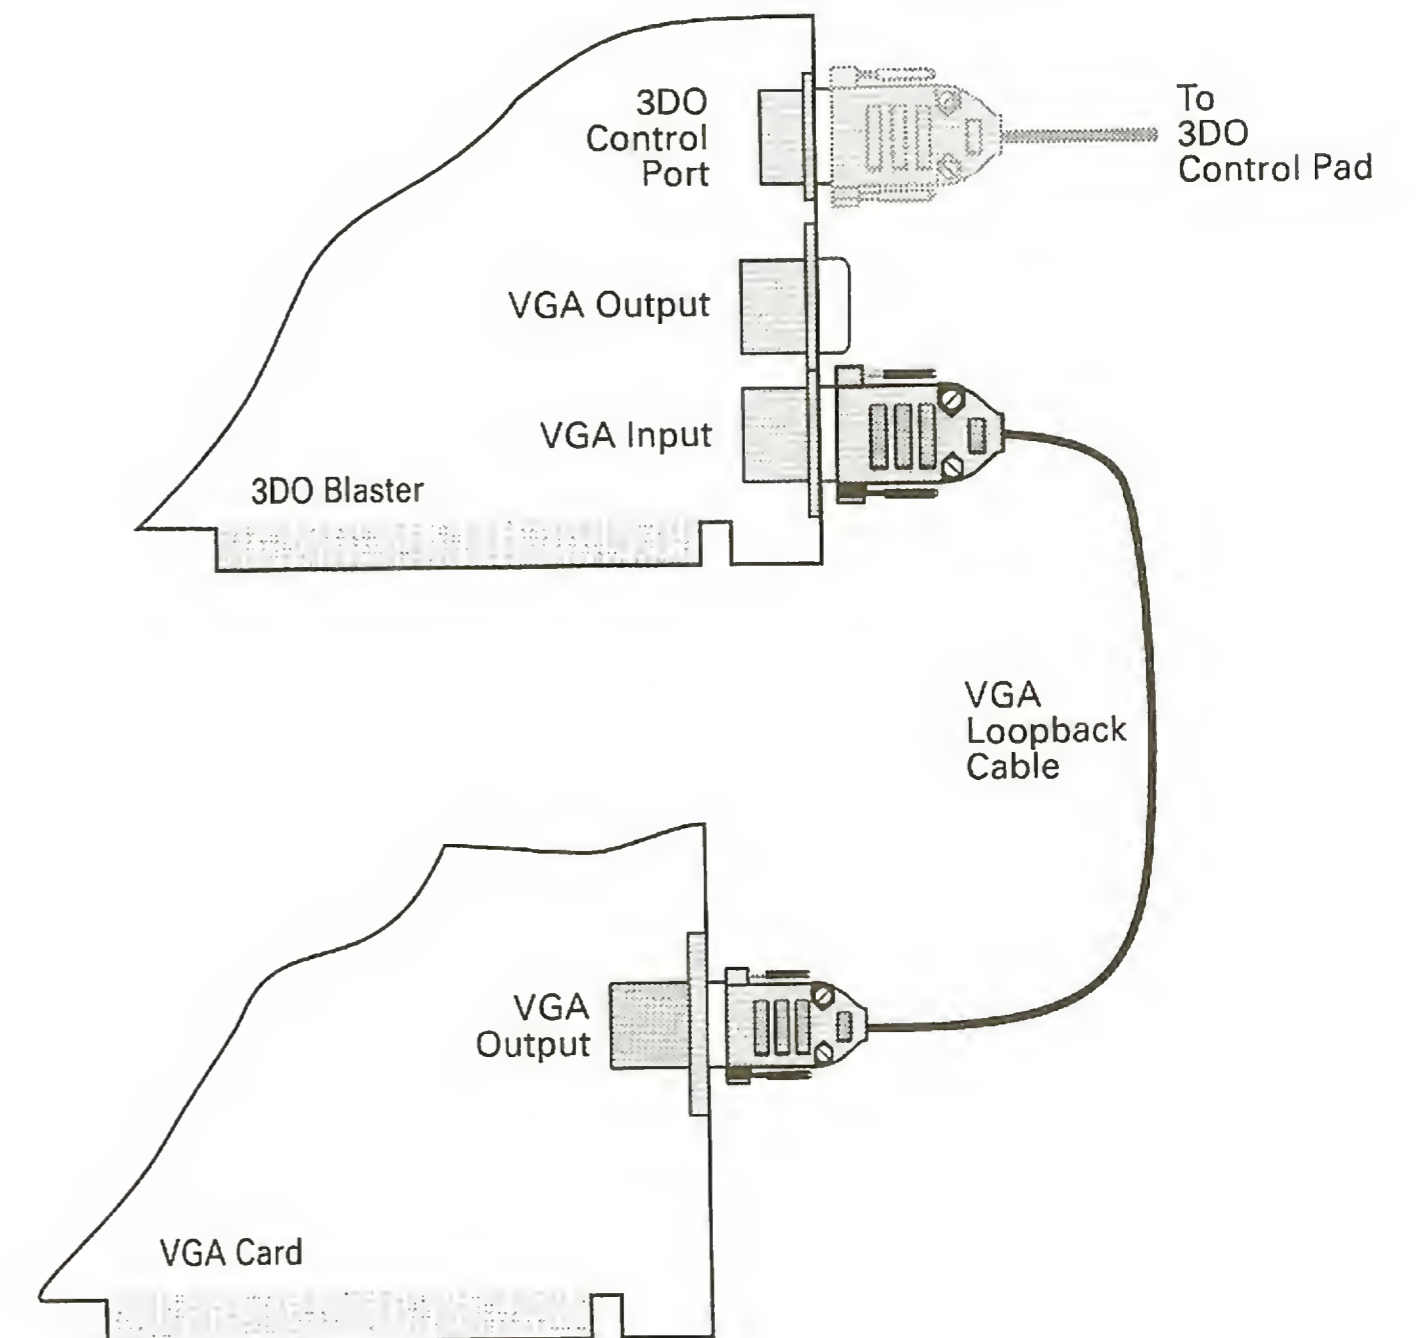 3DO
Control
Port
To
3DO
Control Pad
VGA Output
VGA Input
3DO Blaster
VGA
Loopback
Cable
VGA
Output
VGA Card